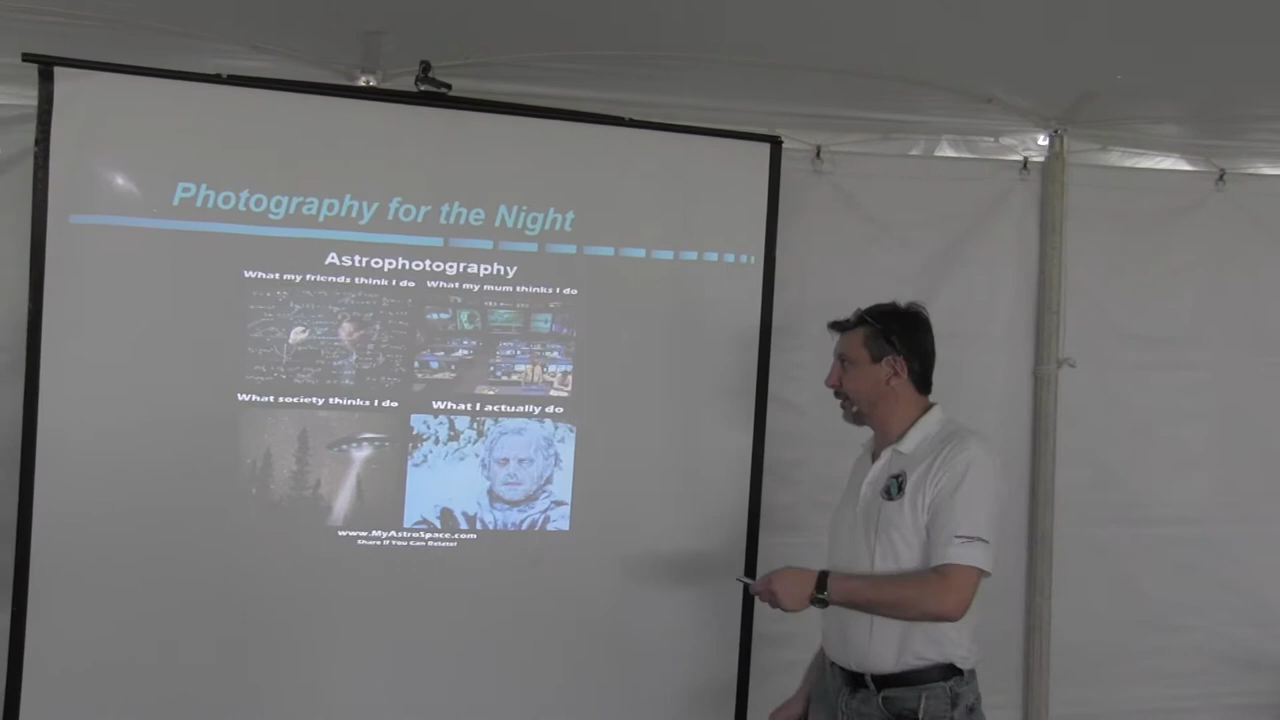 Photography for the Night
Astrophotography
What my friends think I do
What my mum thinks I do
What society thinks I do
What I actually do
www.MyAstroSpace.com
Share If You Can Relate!